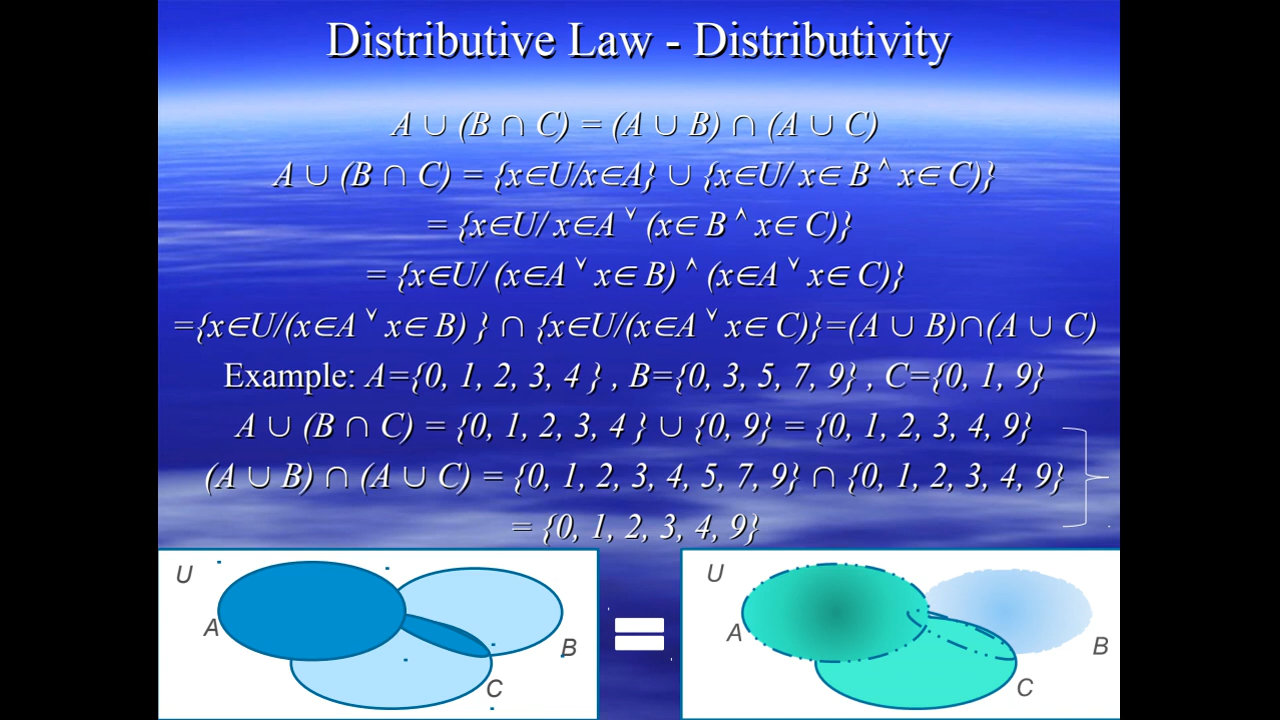 Distributive Law - Distributivity
A ∪ (B ∩ C) = (A ∪ B) ∩ (A ∪ C)
A ∪ (B ∩ C) = {x∈U/x∈A} ∪ {x∈U/ x∈ B ^ x∈ C)}
= {x∈U/ x∈A ˅ (x∈ B ^ x∈ C)}
= {x∈U/ (x∈A ˅ x∈ B) ^ (x∈A ˅ x∈ C)}
={x∈U/(x∈A ˅ x∈ B) } ∩ {x∈U/(x∈A ˅ x∈ C)}=(A ∪ B)∩(A ∪ C)
Example: A={0, 1, 2, 3, 4 } , B={0, 3, 5, 7, 9} , C={0, 1, 9}
A ∪ (B ∩ C) = {0, 1, 2, 3, 4 } ∪ {0, 9} = {0, 1, 2, 3, 4, 9}
(A ∪ B) ∩ (A ∪ C) = {0, 1, 2, 3, 4, 5, 7, 9} ∩ {0, 1, 2, 3, 4, 9}
= {0, 1, 2, 3, 4, 9}
U
A
B
C
=
U
A
B
C